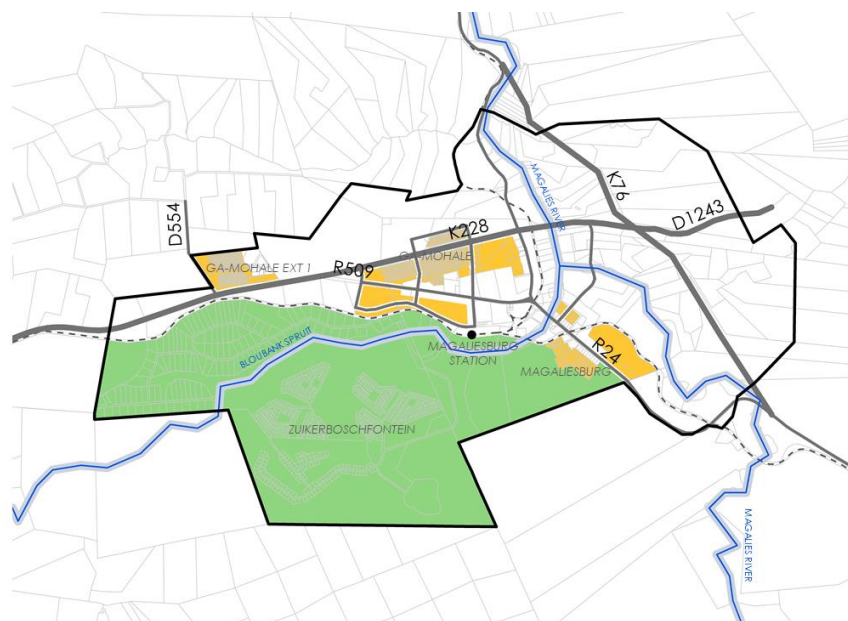 MAGALIES RIVER
K76
D1243
D554
K228
GA-MOHALE
R509
GA-MOHALE EXT 1
BLOUBANK SPRUIT
MAGALIESBURG
STATION
R24
MAGALIESBURG
ZUIKERBOSCHFONTEIN
MAGALIES RIVER